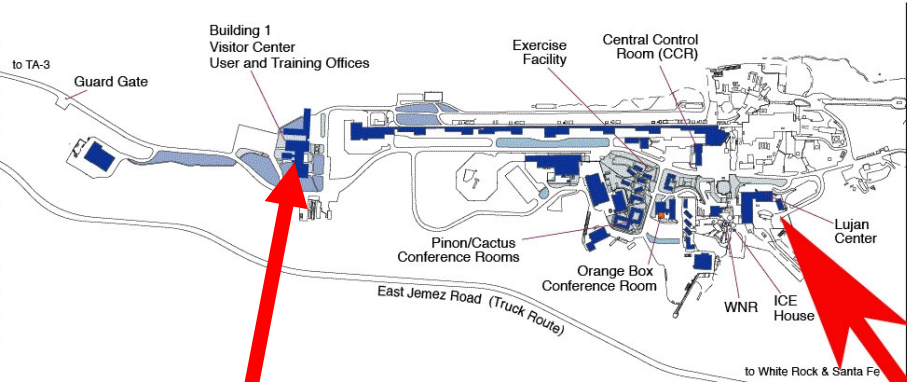 Building 1
Visitor Center
User and Training Offices
to TA-3
Guard Gate
Exercise
Facility
Central Control
Room (CCR)
Pinon/Cactus
Conference Rooms
Orange Box
Conference Room
WNR
ICE
House
Lujan
Center
East Jemez Road (Truck Route)
to White Rock & Santa Fe